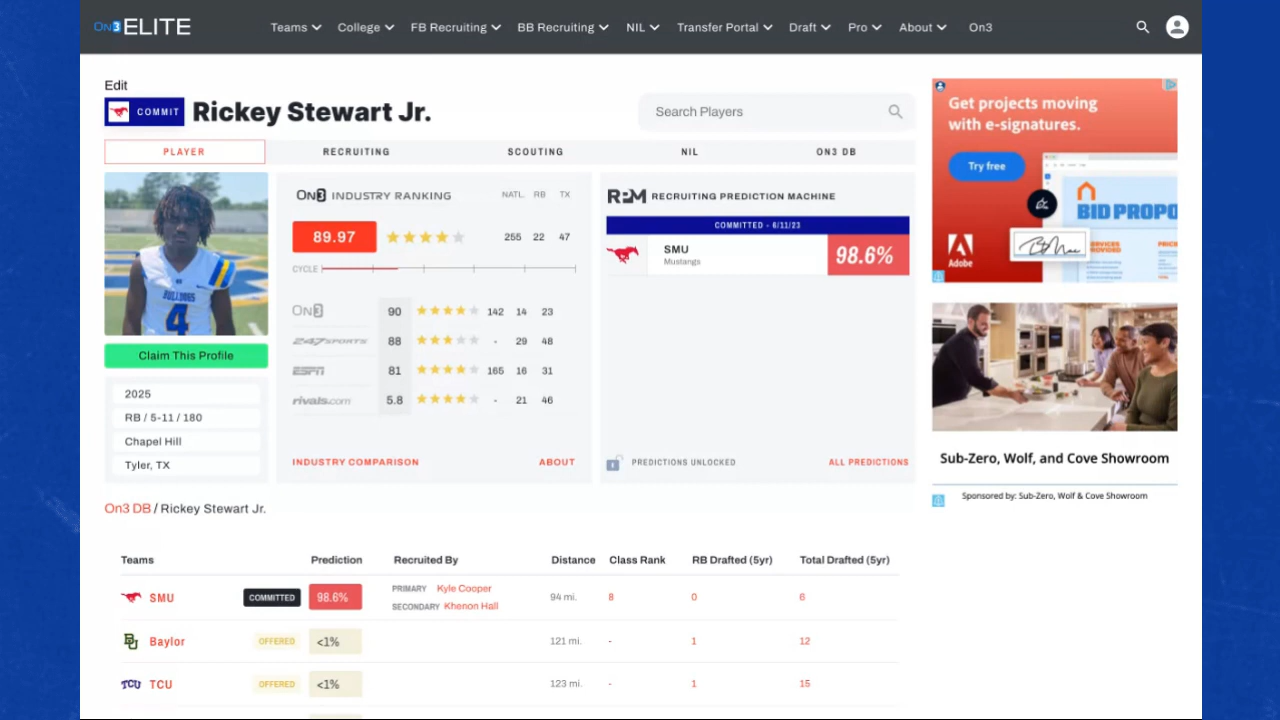 On3 ELITE Teams College FB Recruiting BB Recruiting NIL Transfer Portal Draft Pro About On3
Edit
COMMIT Rickey Stewart Jr. Search Players
PLAYER RECRUITING SCOUTING NIL ON3 DB
BULLDOGS
4
Claim This Profile
2025
RB / 5-11 / 180
Chapel Hill
Tyler, TX
On3 INDUSTRY RANKING NATL. RB TX
89.97 255 22 47
CYCLE
On3 90 142 14 23
247SPORTS 88 - 29 48
ESPN 81 165 16 31
rivals.com 5.8 - 21 46
INDUSTRY COMPARISON ABOUT
RPM RECRUITING PREDICTION MACHINE
COMMITTED - 6/11/23
SMU
Mustangs
98.6%
PREDICTIONS UNLOCKED ALL PREDICTIONS
Get projects moving
with e-signatures.
Try free
BID PROPO
Adobe
Sub-Zero, Wolf, and Cove Showroom
Sponsored by: Sub-Zero, Wolf & Cove Showroom
On3 DB / Rickey Stewart Jr.
Teams Prediction Recruited By Distance Class Rank RB Drafted (5yr) Total Drafted (5yr)
SMU COMMITTED 98.6% PRIMARY Kyle Cooper 94 mi. 8 0 6
SECONDARY Khenon Hall
BU Baylor OFFERED <1% 121 mi. - 1 12
TCU TCU OFFERED <1% 123 mi. - 1 15